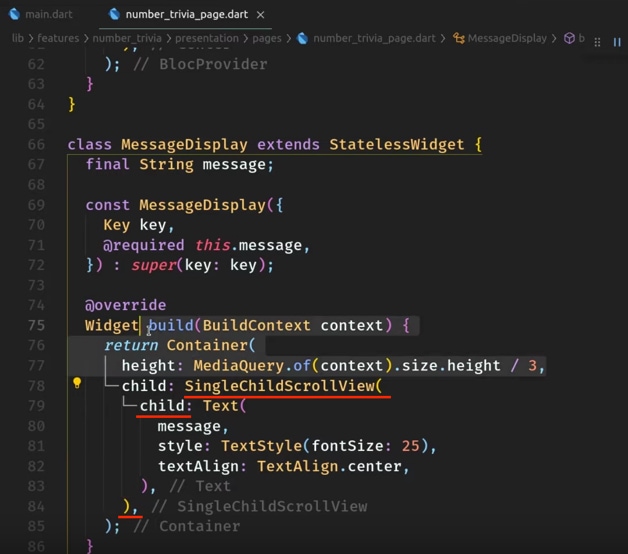 main.dart number_trivia_page.dart ×
lib > features > number_trivia > presentation > pages > number_trivia_page.dart > MessageDisplay > b
62 ); // BlocProvider
63 }
64 }
65
66 class MessageDisplay extends StatelessWidget {
67 final String message;
68
69 const MessageDisplay({
70 Key key,
71 @required this.message,
72 }) : super(key: key);
73
74 @override
75 Widget build(BuildContext context) {
76 return Container(
77 height: MediaQuery.of(context).size.height / 3,
78 child: SingleChildScrollView(
79 child: Text(
80 message,
81 style: TextStyle(fontSize: 25),
82 textAlign: TextAlign.center,
83 ), // Text
84 ), // SingleChildScrollView
85 ); // Container
86 }